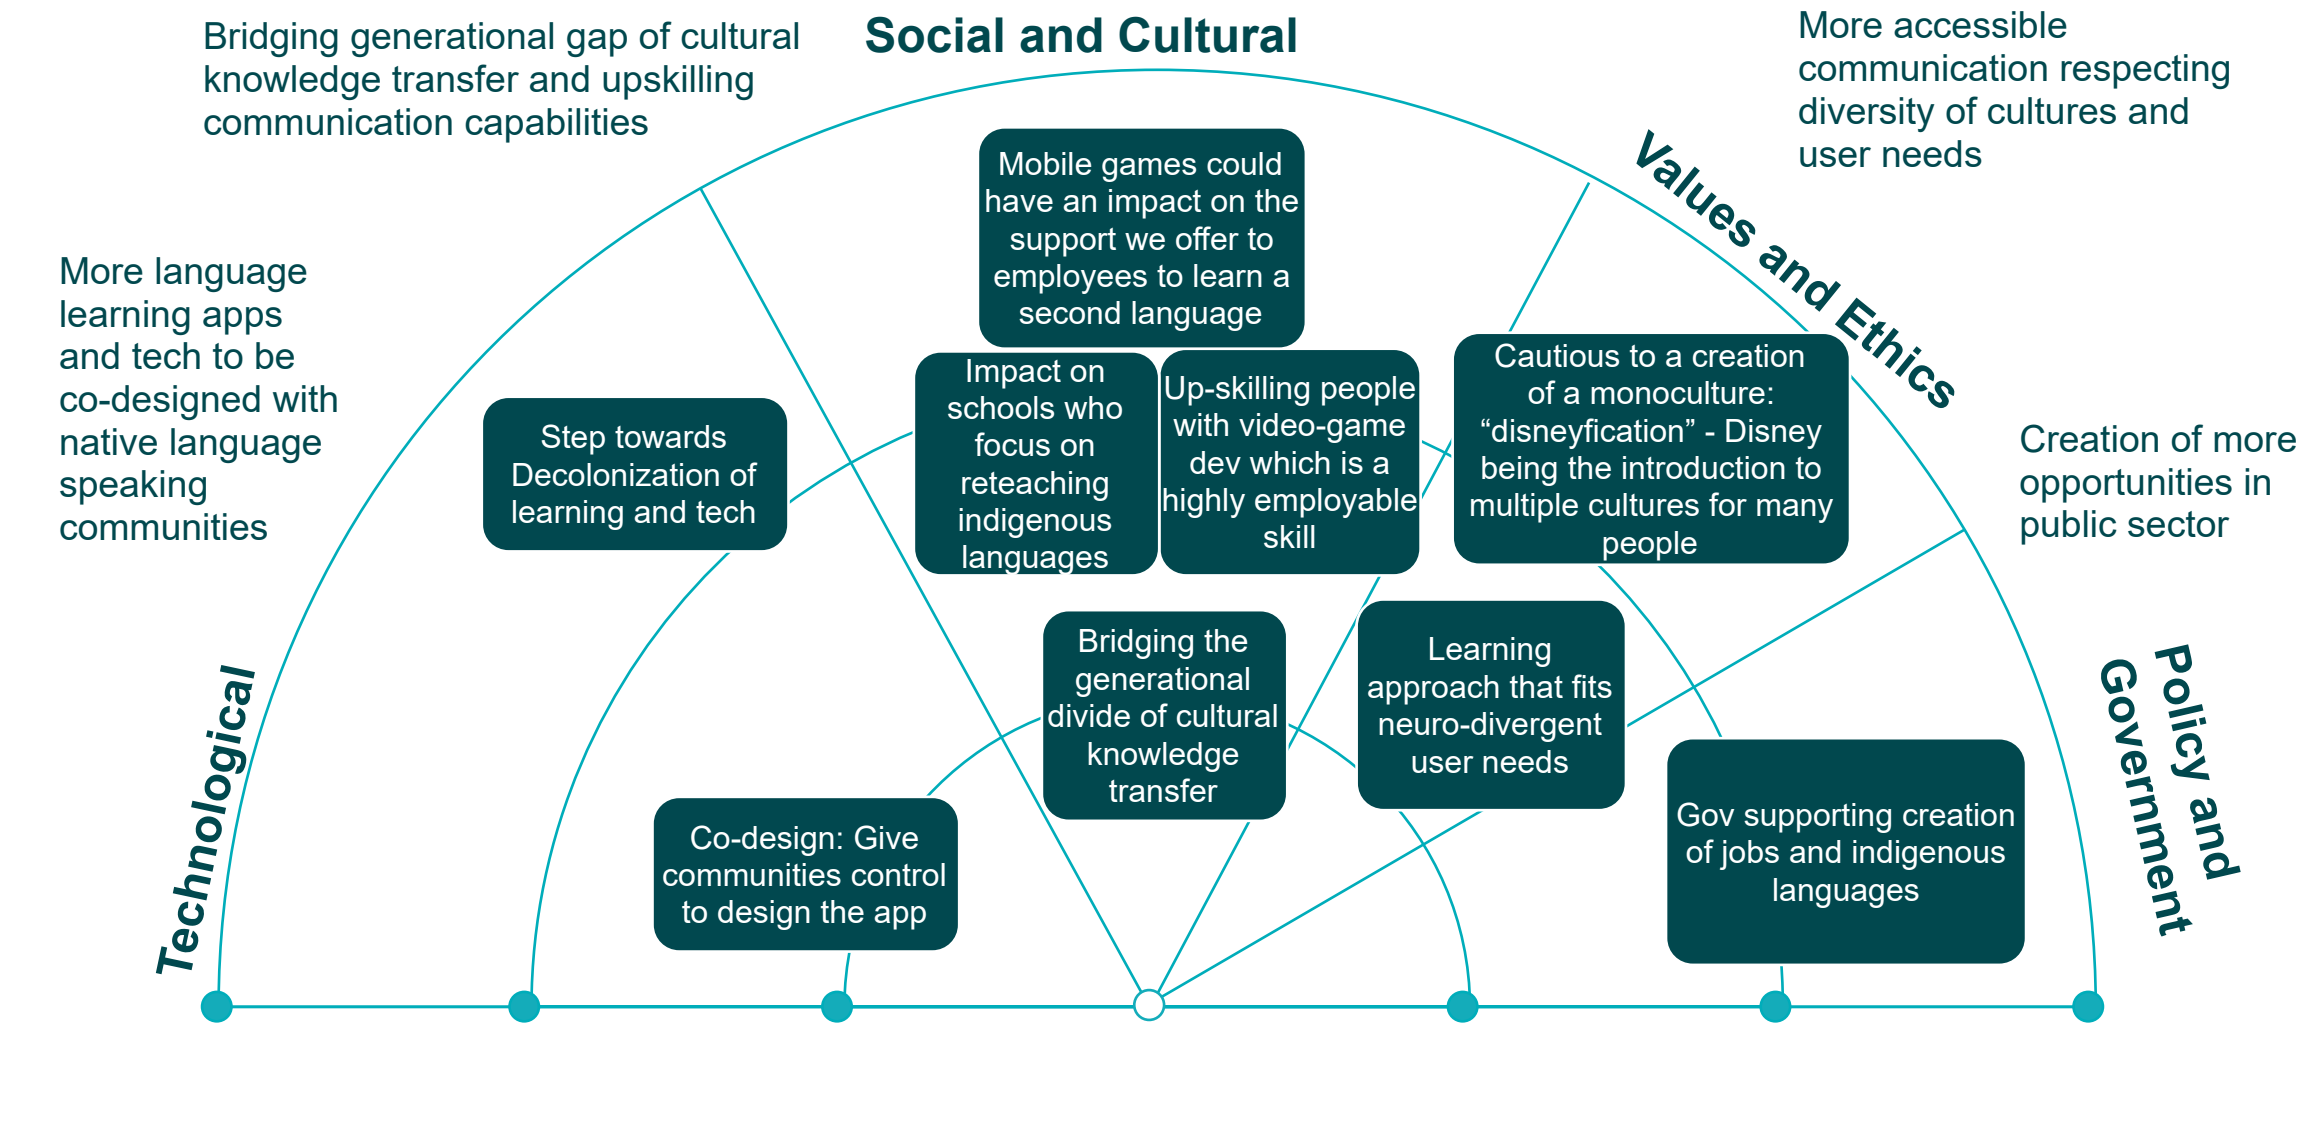 Bridging generational gap of cultural
knowledge transfer and upskilling
communication capabilities
Social and Cultural
More accessible
communication respecting
diversity of cultures and
user needs
Values and Ethics
More language
learning apps
and tech to be
co-designed with
native language
speaking
communities
Mobile games could
have an impact on the
support we offer to
employees to learn a
second language
Step towards
Decolonization of
learning and tech
Impact on
schools who
focus on
reteaching
indigenous
languages
Up-skilling people
with video-game
dev which is a
highly employable
skill
Cautious to a creation
of a monoculture:
“disneyfication” - Disney
being the introduction to
multiple cultures for many
people
Creation of more
opportunities in
public sector
Technological
Co-design: Give
communities control
to design the app
Bridging the
generational
divide of cultural
knowledge
transfer
Learning
approach that fits
neuro-divergent
user needs
Gov supporting creation
of jobs and indigenous
languages
Policy and
Government